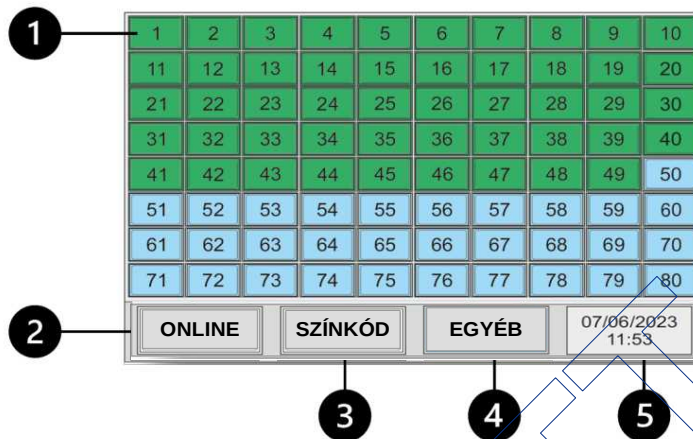 1
1 2 3 4 5 6 7 8 9 10
11 12 13 14 15 16 17 18 19 20
21 22 23 24 25 26 27 28 29 30
31 32 33 34 35 36 37 38 39 40
41 42 43 44 45 46 47 48 49 50
51 52 53 54 55 56 57 58 59 60
61 62 63 64 65 66 67 68 69 70
71 72 73 74 75 76 77 78 79 80
2
ONLINE SZÍNKÓD EGYÉB 07/06/2023
11:53
3 4 5